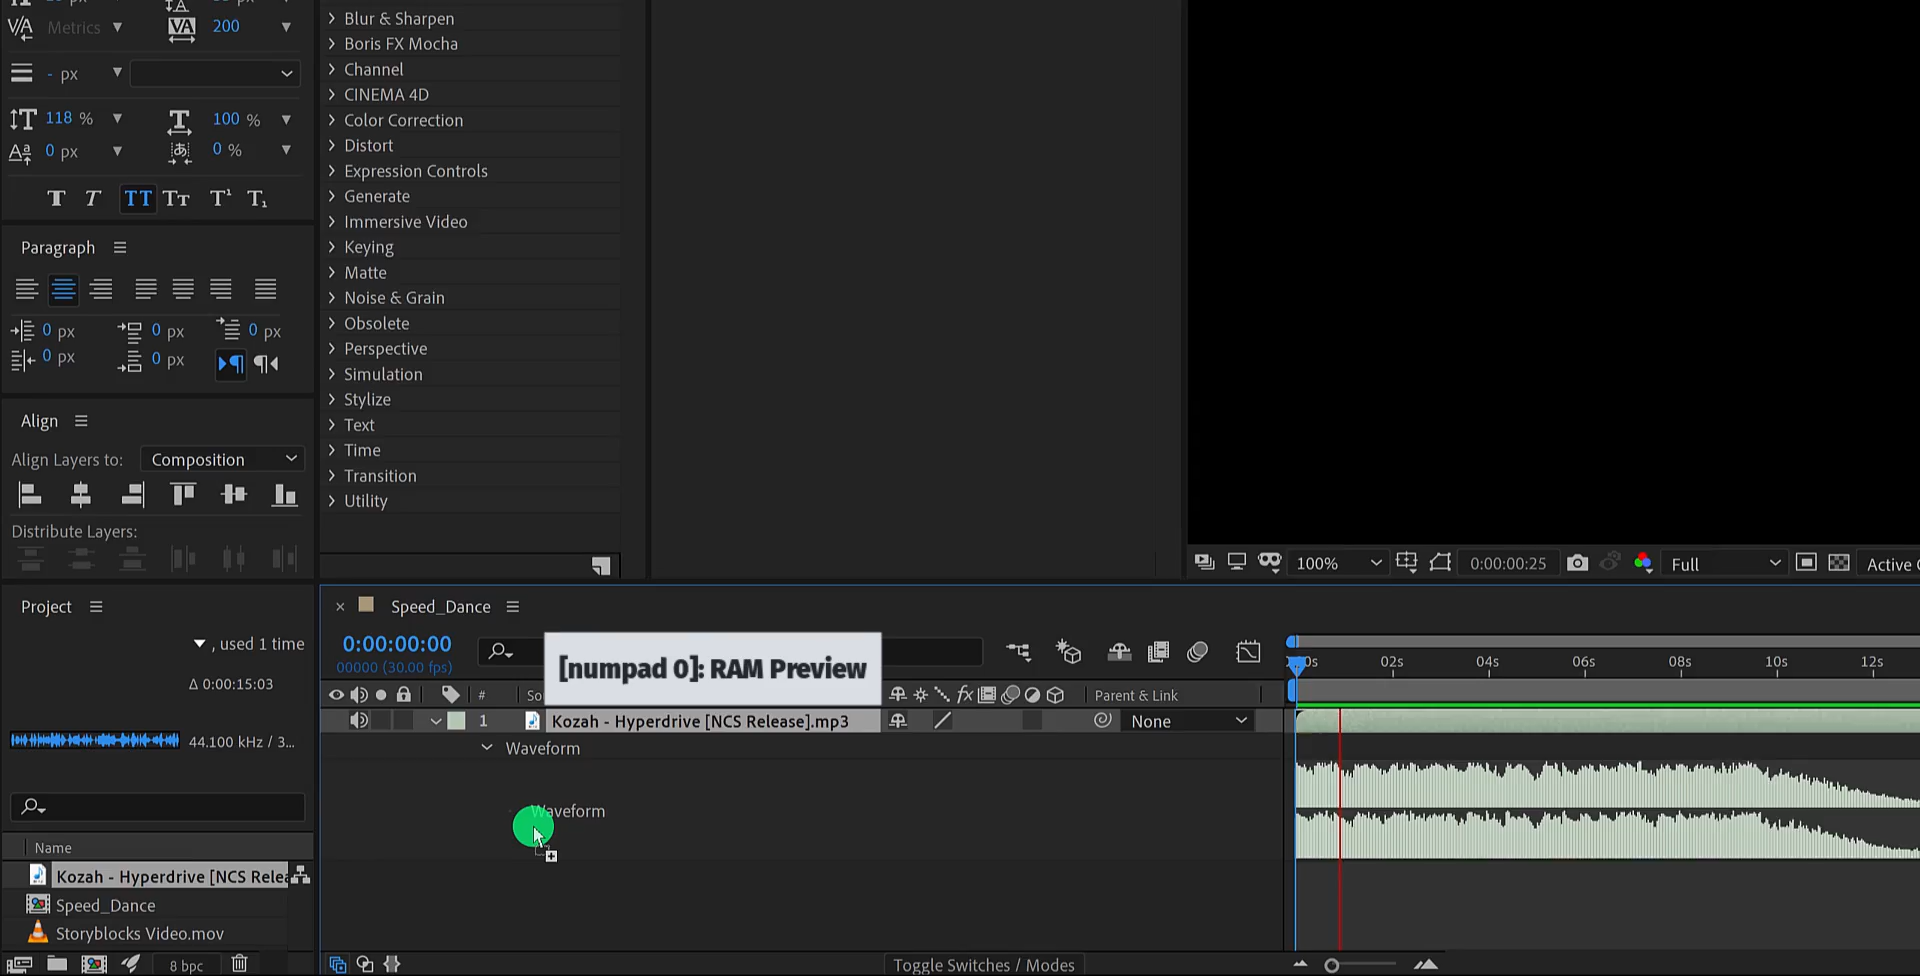 Metrics
200
- px
118 %
100 %
0 px
0 %
T T TT Tt T¹ T₁
Paragraph
0 px
0 px
0 px
0 px
0 px
Align
Align Layers to:
Composition
Distribute Layers:
Blur & Sharpen
Boris FX Mocha
Channel
CINEMA 4D
Color Correction
Distort
Expression Controls
Generate
Immersive Video
Keying
Matte
Noise & Grain
Obsolete
Perspective
Simulation
Stylize
Text
Time
Transition
Utility
100%
0:00:00:25
Full
Active
Project
, used 1 time
Δ 0:00:15:03
44.100 kHz / 3...
Name
Kozah - Hyperdrive [NCS Relea
Speed_Dance
Storyblocks Video.mov
8 bpc
Speed_Dance
0:00:00:00
00000 (30.00 fps)
[numpad 0]: RAM Preview
#
So
fx
Parent & Link
1
Kozah - Hyperdrive [NCS Release].mp3
None
Waveform
Waveform
Toggle Switches / Modes
02s
04s
06s
08s
10s
12s